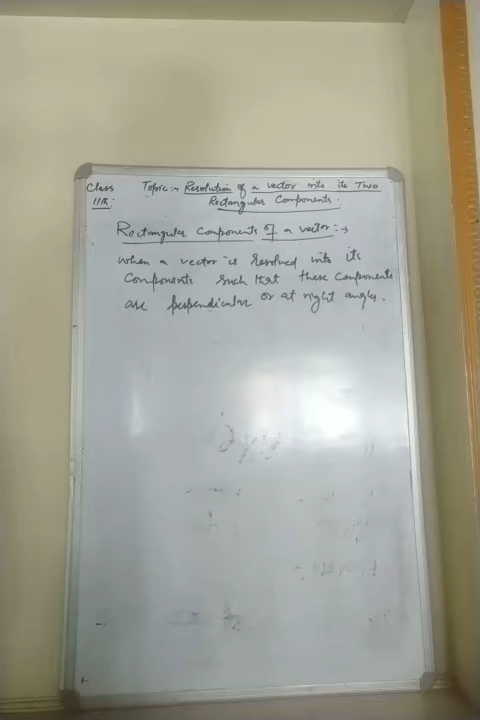 Class Topic :- Resolution of a vector into its Two
11th. Rectangular Components :
Rectangular components of a vector :→
when a vector is Resolved into its
Components such that these components
are perpendicular or at right angles.